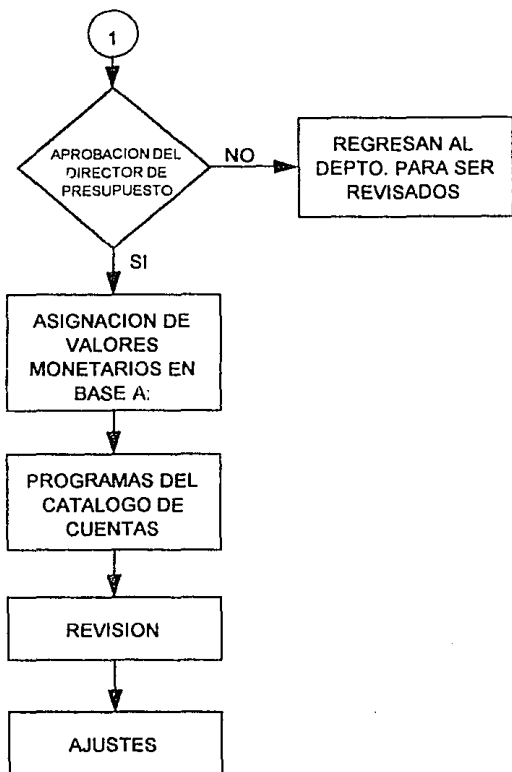 1
APROBACION DEL
DIRECTOR DE
PRESUPUESTO
NO
REGRESAN AL
DEPTO. PARA SER
REVISADOS
SI
ASIGNACION DE
VALORES
MONETARIOS EN
BASE A:
PROGRAMAS DEL
CATALOGO DE
CUENTAS
REVISION
AJUSTES